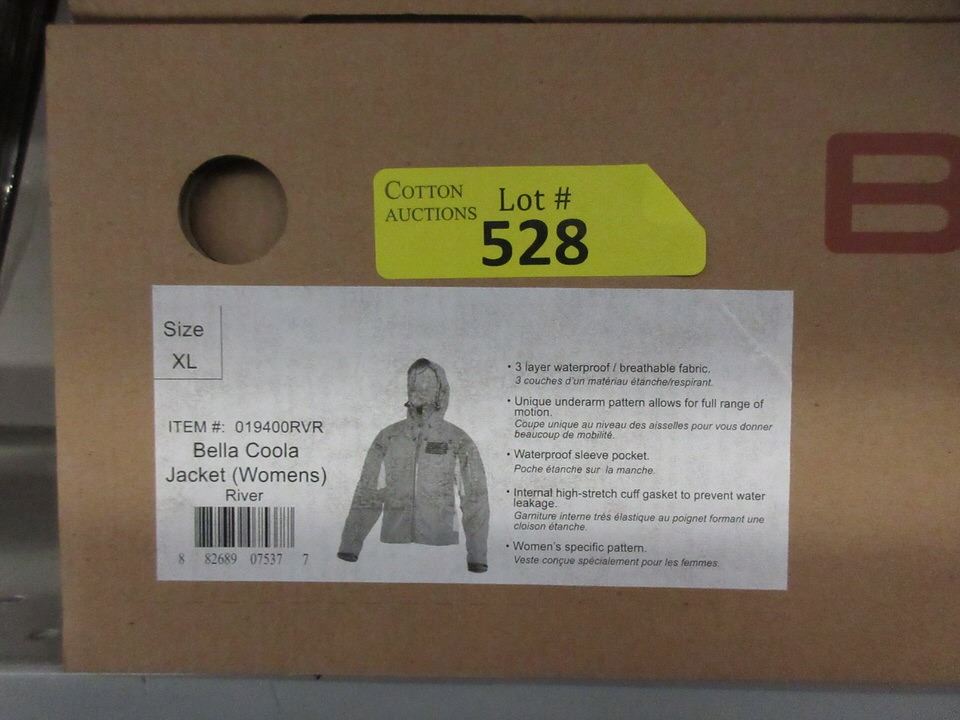 COTTON
AUCTIONS
Lot #
528
B
Size
XL
ITEM #: 019400RVR
Bella Coola
Jacket (Womens)
River
8 82689 07537 7
• 3 layer waterproof / breathable fabric.
3 couches d'un matériau étanche/respirant.
• Unique underarm pattern allows for full range of
motion.
Coupe unique au niveau des aisselles pour vous donner
beaucoup de mobilité.
• Waterproof sleeve pocket.
Poche étanche sur la manche.
• Internal high-stretch cuff gasket to prevent water
leakage.
Garniture interne très élastique au poignet formant une
cloison étanche.
• Women's specific pattern.
Veste conçue spécialement pour les femmes.